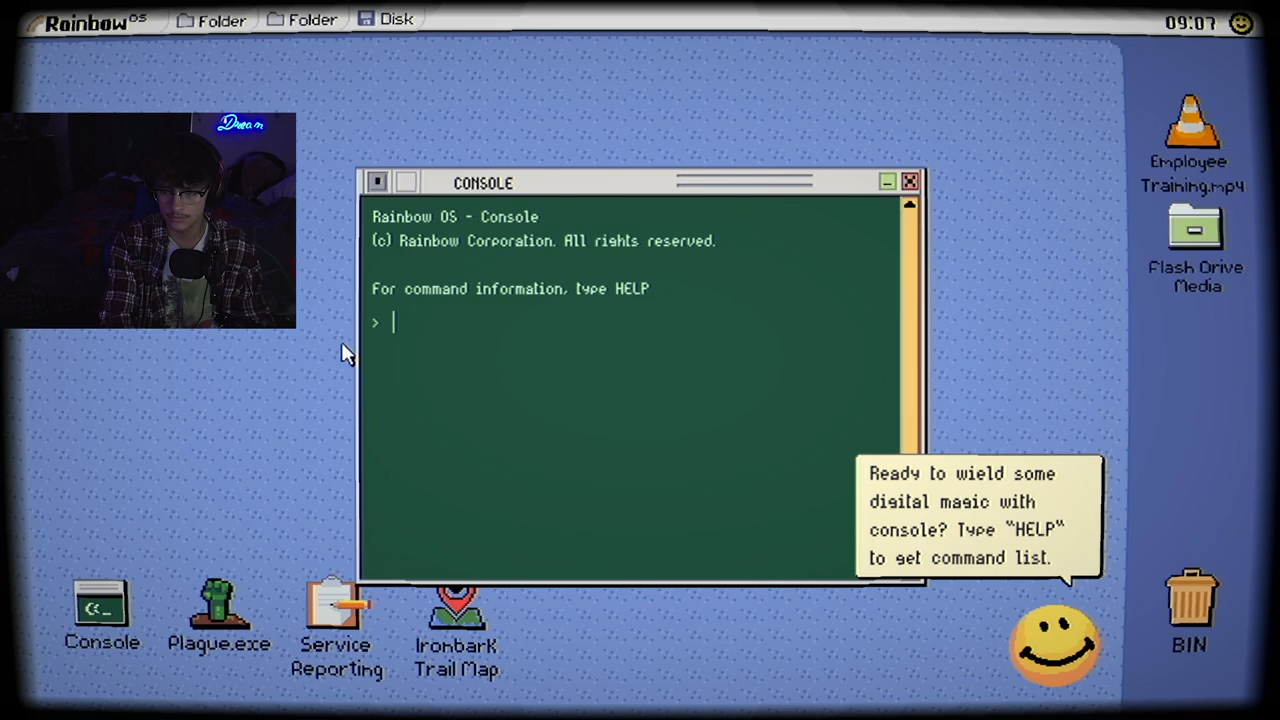 Rainbow OS
Folder
Folder
Disk
09:07
Dream
Employee
Training.mp4
CONSOLE
Rainbow OS - Console
(c) Rainbow Corporation. All rights reserved.
For command information, type HELP
>
Flash Drive
Media
Ready to wield some
digital magic with
console? Type "HELP"
to get command list.
Console
Plague.exe
Service
Reporting
Ironbark
Trail Map
BIN